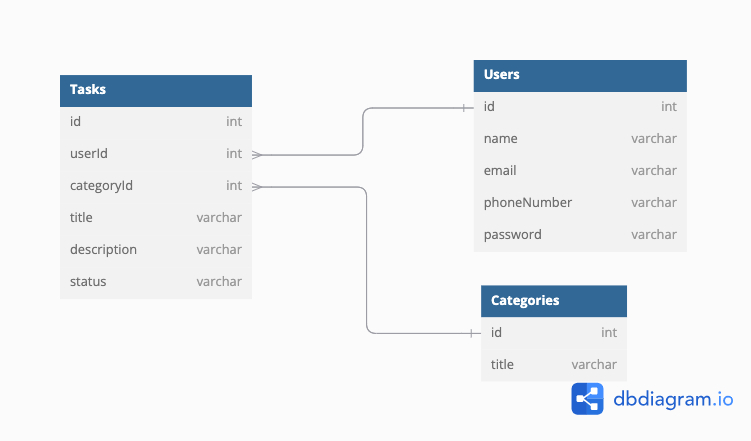 Tasks
id int
userId int
categoryId int
title varchar
description varchar
status varchar
Users
id int
name varchar
email varchar
phoneNumber varchar
password varchar
Categories
id int
title varchar
dbdiagram.io